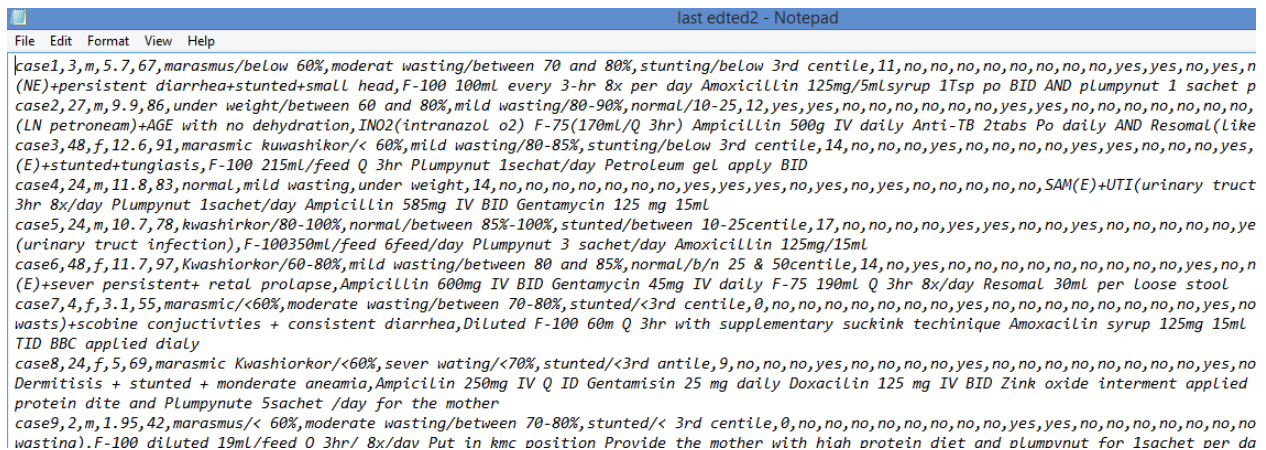 last edted2 - Notepad
File Edit Format View Help
case1,3,m,5.7,67,marasmus/below 60%,moderat wasting/between 70 and 80%,stunting/below 3rd centile,11,no,no,no,no,no,no,no,no,yes,yes,no,yes,n
(NE)+persistent diarrhea+stunted+small head,F-100 100ml every 3-hr 8x per day Amoxicillin 125mg/5mlsyrup 1Tsp po BID AND plumpynut 1 sachet p
case2,27,m,9.9,86,under weight/between 60 and 80%,mild wasting/80-90%,normal/10-25,12,yes,yes,no,no,no,no,no,no,yes,yes,no,no,no,no,no,no,
(LN petroneam)+AGE with no dehydration,INO2(intranazol o2) F-75(170ml/Q 3hr) Ampicillin 500g IV daily Anti-TB 2tabs Po daily AND Resomal(like
case3,48,f,12.6,91,marasmic kuwashikor/< 60%,mild wasting/80-85%,stunting/below 3rd centile,14,no,no,no,yes,no,no,no,no,yes,yes,no,no,no,yes,
(E)+stunted+tungiasis,F-100 215ml/feed Q 3hr Plumpynut 1sechat/day Petroleum gel apply BID
case4,24,m,11.8,83,normal,mild wasting,under weight,14,no,no,no,no,no,no,no,yes,yes,yes,no,yes,no,yes,no,no,no,no,no,SAM(E)+UTI(urinary truct
3hr 8x/day Plumpynut 1sachet/day Ampicillin 585mg IV BID Gentamycin 125 mg 15ml
case5,24,m,10.7,78,kwashirkor/80-100%,normal/between 85%-100%,stunted/between 10-25centile,17,no,no,no,no,yes,yes,no,no,yes,no,no,no,no,ye
(urinary truct infection),F-100350ml/feed 6feed/day Plumpynut 3 sachet/day Amoxicillin 125mg/15ml
case6,48,f,11.7,97,Kwashiorkor/60-80%,mild wasting/between 80 and 85%,normal/b/n 25 & 50centile,14,no,yes,no,no,no,no,no,no,no,no,yes,no,n
(E)+sever persistent+ retal prolapse,Ampicillin 600mg IV BID Gentamycin 45mg IV daily F-75 190ml Q 3hr 8x/day Resomal 30ml per loose stool
case7,4,f,3.1,55,marasmic/<60%,moderate wasting/between 70-80%,stunted/<3rd centile,0,no,no,no,no,no,no,no,yes,no,no,no,no,no,no,yes,no
wasts)+scobine conjuctivties + consistent diarrhea,Diluted F-100 60m Q 3hr with supplementary suckink techinique Amoxacilin syrup 125mg 15ml
TID BBC applied dialy
case8,24,f,5,69,marasmic Kwashiorkor/<60%,sever wating/<70%,stunted/<3rd antile,9,no,no,no,yes,no,no,no,no,yes,no,no,no,no,no,no,yes,no
Dermitisis + stunted + monderate aneamia,Ampicilin 250mg IV Q ID Gentamisin 25 mg daily Doxacilin 125 mg IV BID Zink oxide interment applied
protein dite and Plumpynute 5sachet /day for the mother
case9,2,m,1.95,42,marasmus/< 60%,moderate wasting/between 70-80%,stunted/< 3rd centile,0,no,no,no,no,no,no,no,no,yes,yes,no,no,no,no,no,no
wasting),F-100 diluted 19ml/feed Q 3hr/ 8x/day Put in kmc position Provide the mother with high protein diet and plumpynut for 1sachet per da